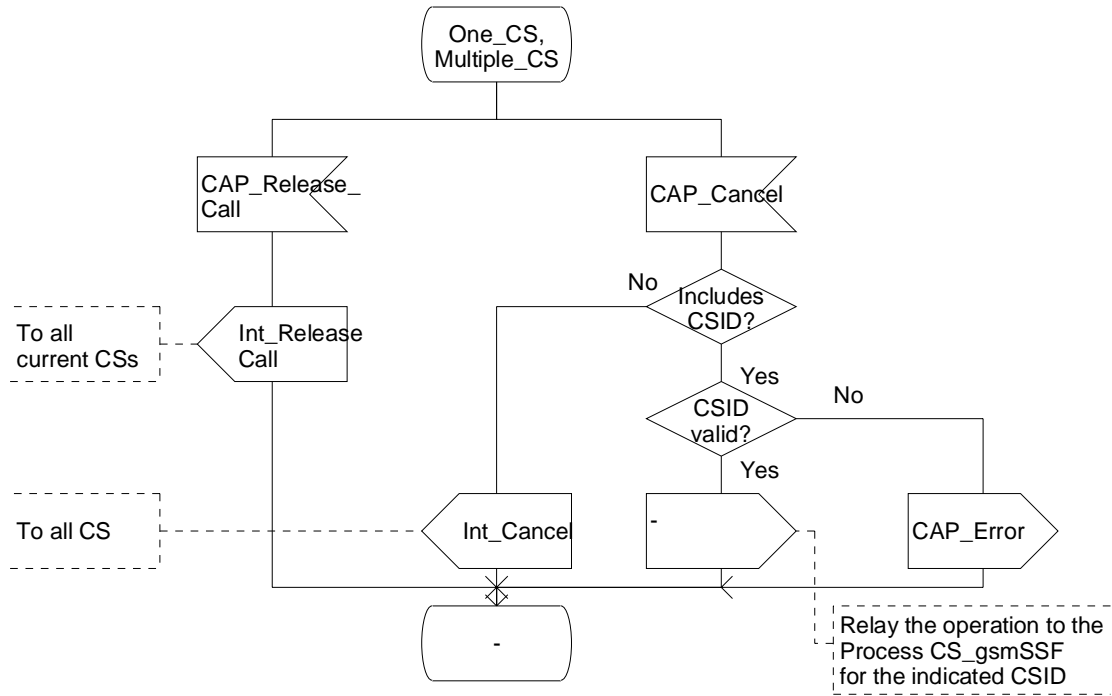 One_CS,
Multiple_CS
CAP_Release_
Call
CAP_Cancel
No
Includes
CSID?
To all
current CSs
Int_Release
Call
Yes
No
CSID
valid?
Yes
To all CS
Int_Cancel
-
CAP_Error
-
Relay the operation to the
Process CS_gsmSSF
for the indicated CSID